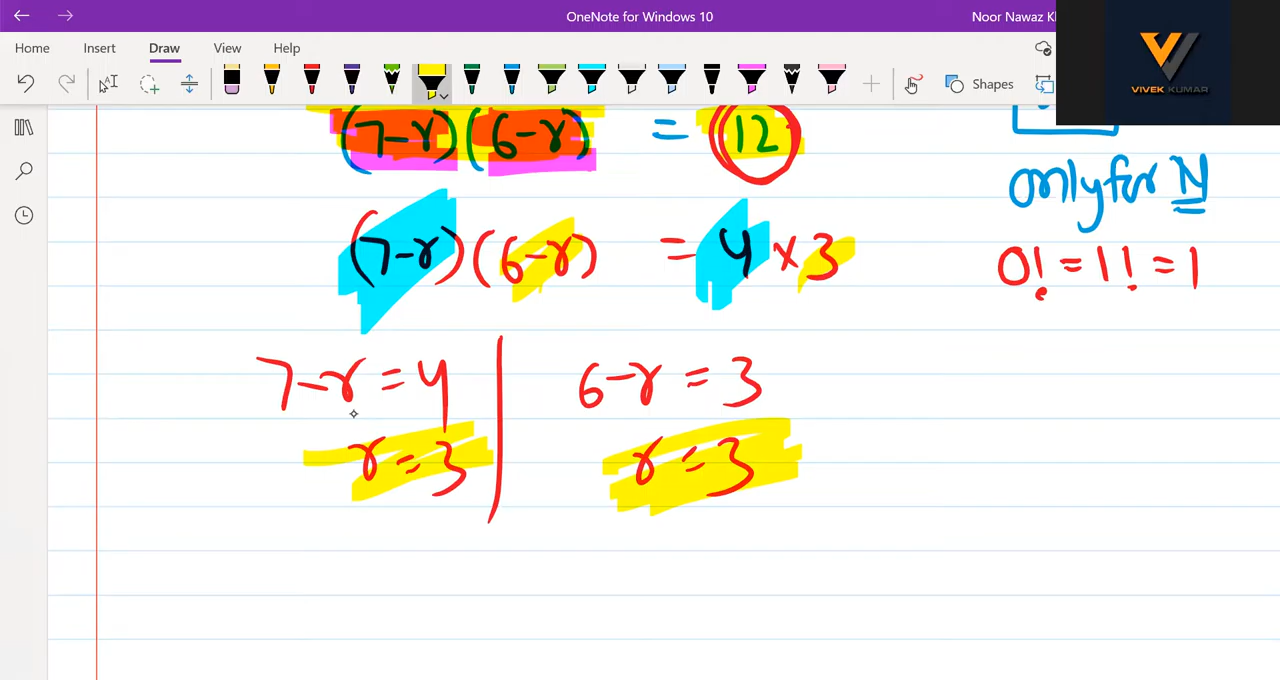 OneNote for Windows 10
Noor Nawaz Kh
Home Insert Draw View Help
Shapes
VIVEK KUMAR
(7-r)(6-r) = 12
only for N
(7-r)(6-r) = 4 × 3
0! = 1! = 1
7-r = 4
6-r = 3
r = 3
r = 3